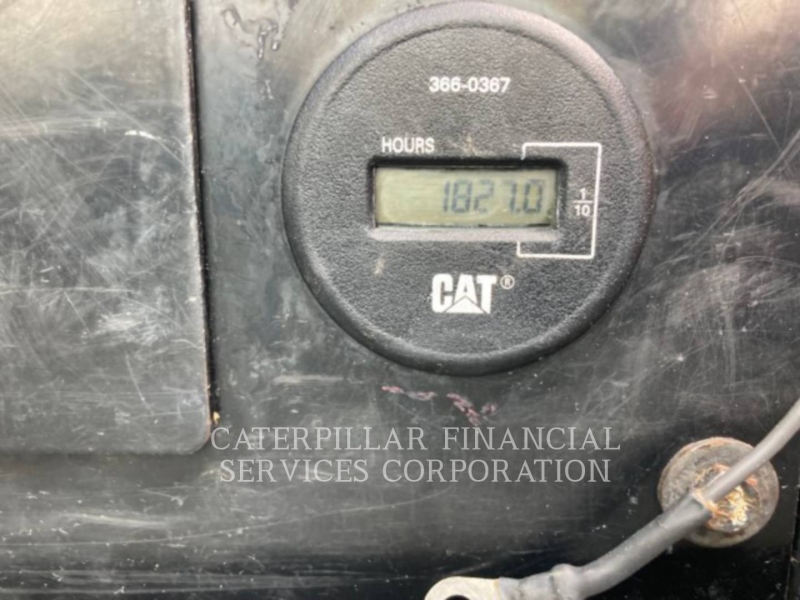 366-0367
HOURS
1827.0
1
10
CAT®
CATERPILLAR FINANCIAL
SERVICES CORPORATION